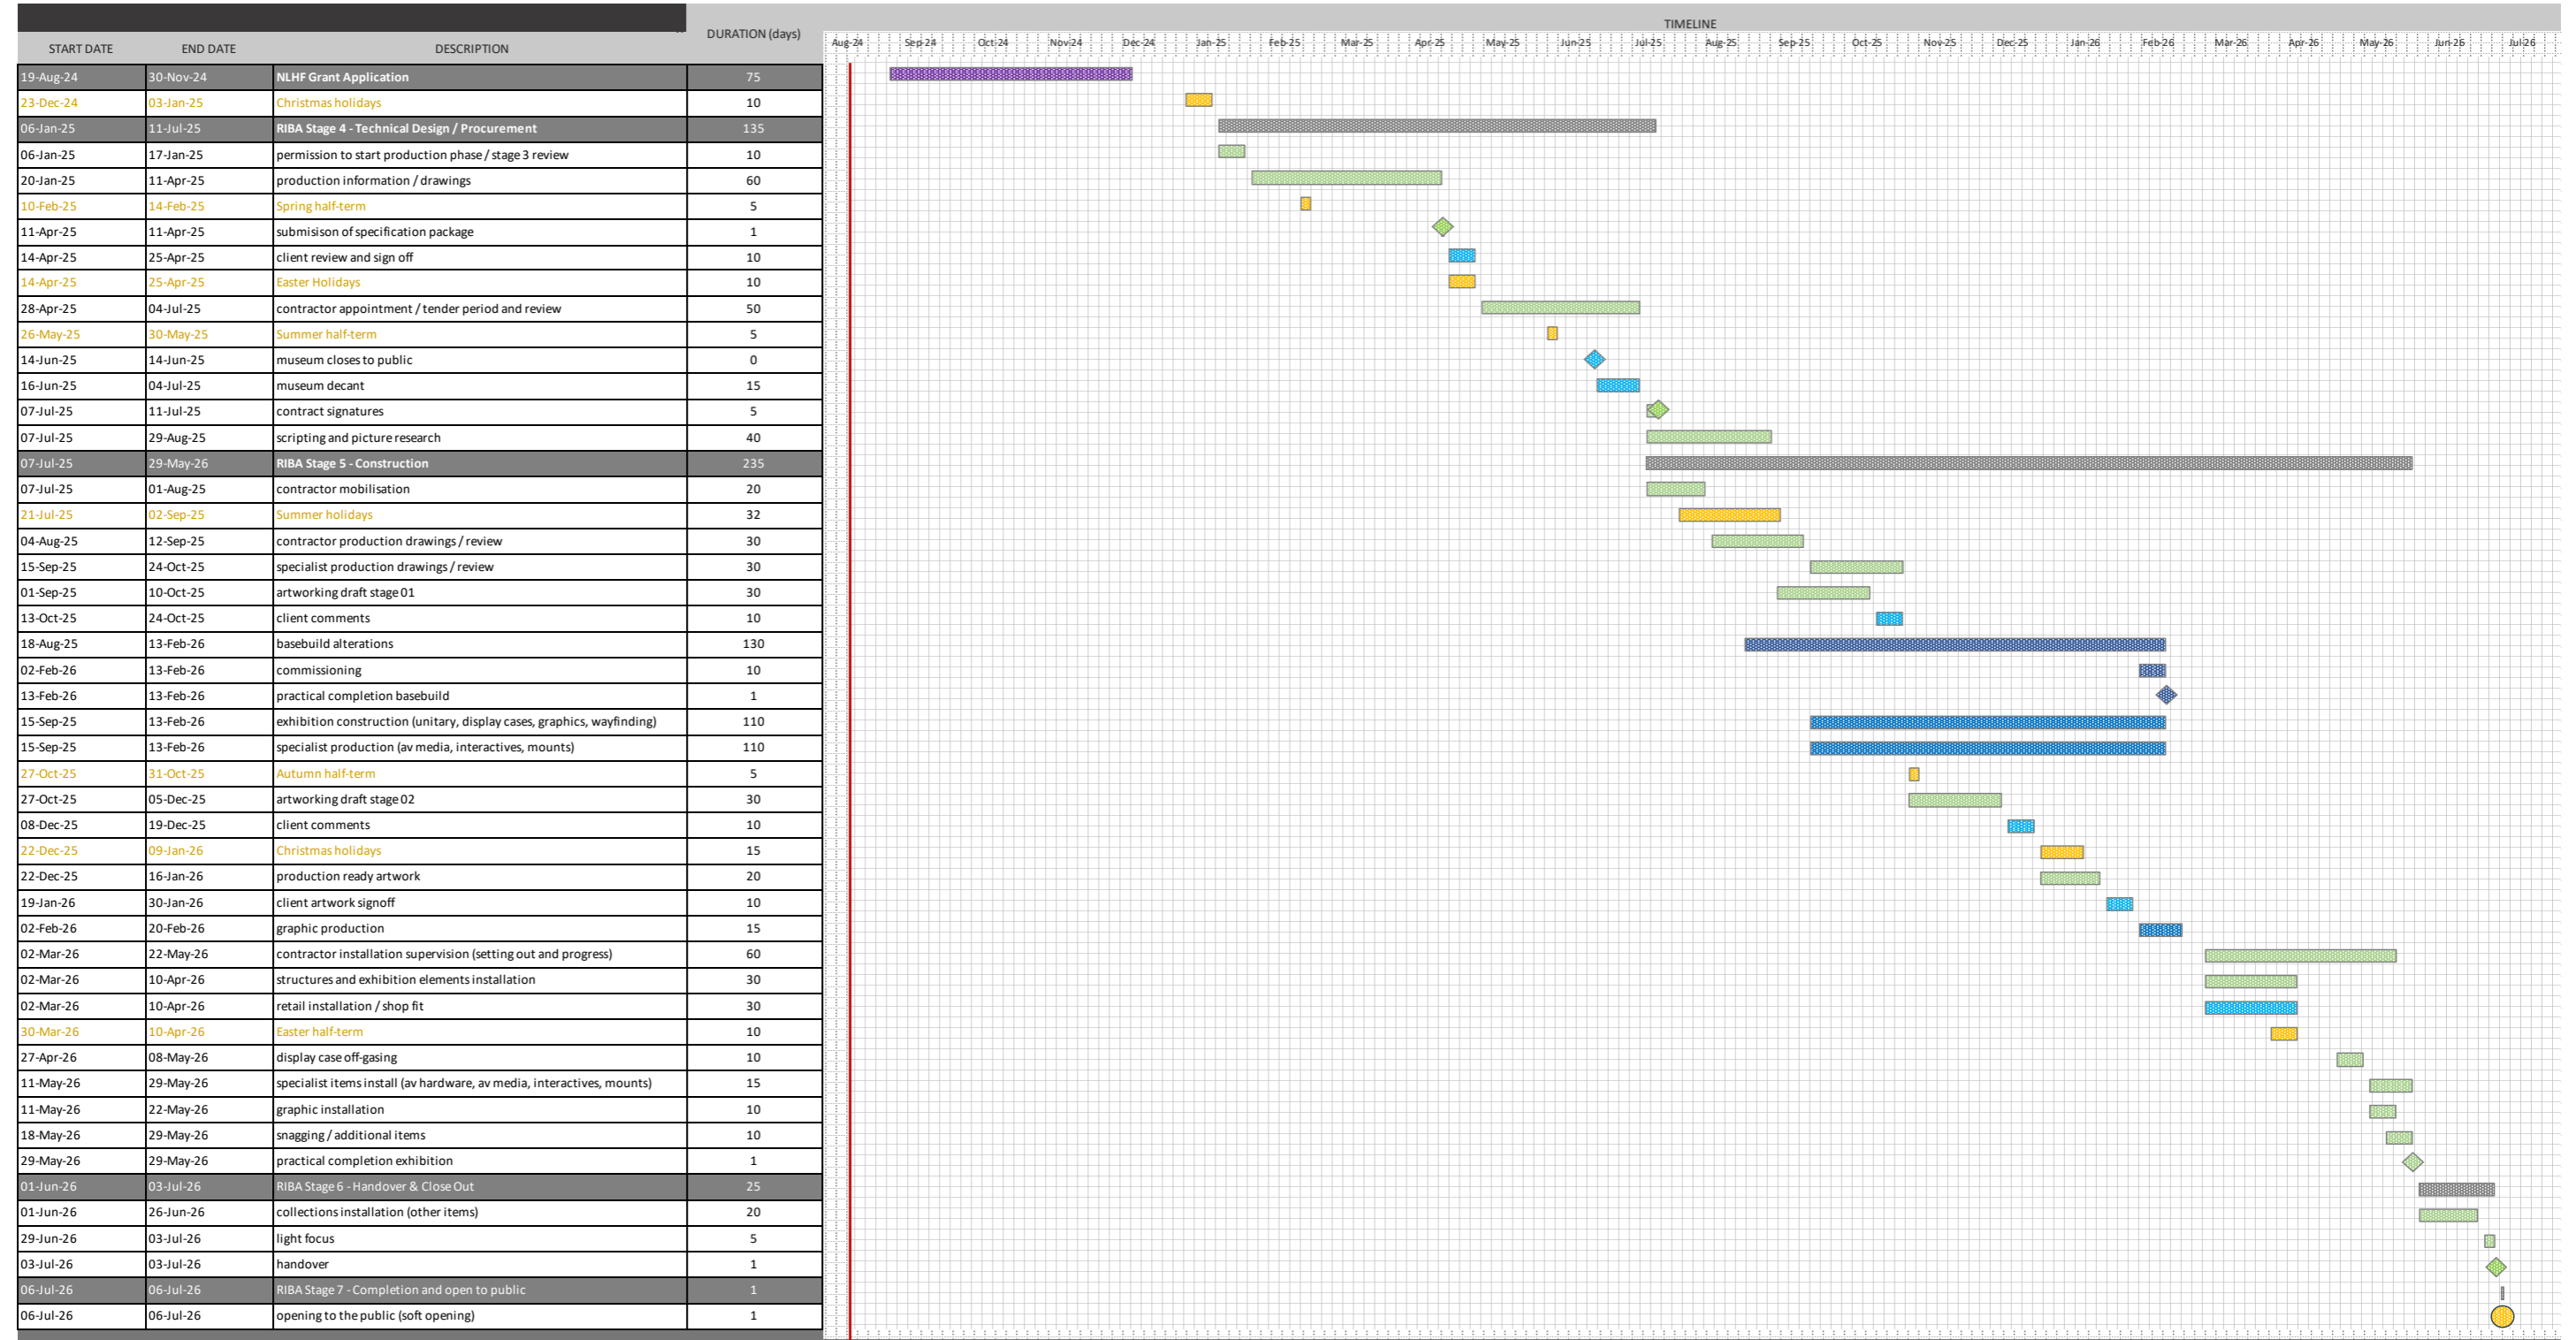 TIMELINE
START DATE END DATE DESCRIPTION DURATION (days)
Aug-24 Sep-24 Oct-24 Nov-24 Dec-24 Jan-25 Feb-25 Mar-25 Apr-25 May-25 Jun-25 Jul-25 Aug-25 Sep-25 Oct-25 Nov-25 Dec-25 Jan-26 Feb-26 Mar-26 Apr-26 May-26 Jun-26 Jul-26
19-Aug-24 30-Nov-24 NLHF Grant Application 75
23-Dec-24 03-Jan-25 Christmas holidays 10
06-Jan-25 11-Jul-25 RIBA Stage 4 - Technical Design / Procurement 135
06-Jan-25 17-Jan-25 permission to start production phase / stage 3 review 10
20-Jan-25 11-Apr-25 production information / drawings 60
10-Feb-25 14-Feb-25 Spring half-term 5
11-Apr-25 11-Apr-25 submisison of specification package 1
14-Apr-25 25-Apr-25 client review and sign off 10
14-Apr-25 25-Apr-25 Easter Holidays 10
28-Apr-25 04-Jul-25 contractor appointment / tender period and review 50
26-May-25 30-May-25 Summer half-term 5
14-Jun-25 14-Jun-25 museum closes to public 0
16-Jun-25 04-Jul-25 museum decant 15
07-Jul-25 11-Jul-25 contract signatures 5
07-Jul-25 29-Aug-25 scripting and picture research 40
07-Jul-25 29-May-26 RIBA Stage 5 - Construction 235
07-Jul-25 01-Aug-25 contractor mobilisation 20
21-Jul-25 02-Sep-25 Summer holidays 32
04-Aug-25 12-Sep-25 contractor production drawings / review 30
15-Sep-25 24-Oct-25 specialist production drawings / review 30
01-Sep-25 10-Oct-25 artworking draft stage 01 30
13-Oct-25 24-Oct-25 client comments 10
18-Aug-25 13-Feb-26 basebuild alterations 130
02-Feb-26 13-Feb-26 commissioning 10
13-Feb-26 13-Feb-26 practical completion basebuild 1
15-Sep-25 13-Feb-26 exhibition construction (unitary, display cases, graphics, wayfinding) 110
15-Sep-25 13-Feb-26 specialist production (av media, interactives, mounts) 110
27-Oct-25 31-Oct-25 Autumn half-term 5
27-Oct-25 05-Dec-25 artworking draft stage 02 30
08-Dec-25 19-Dec-25 client comments 10
22-Dec-25 09-Jan-26 Christmas holidays 15
22-Dec-25 16-Jan-26 production ready artwork 20
19-Jan-26 30-Jan-26 client artwork signoff 10
02-Feb-26 20-Feb-26 graphic production 15
02-Mar-26 22-May-26 contractor installation supervision (setting out and progress) 60
02-Mar-26 10-Apr-26 structures and exhibition elements installation 30
02-Mar-26 10-Apr-26 retail installation / shop fit 30
30-Mar-26 10-Apr-26 Easter half-term 10
27-Apr-26 08-May-26 display case off-gasing 10
11-May-26 29-May-26 specialist items install (av hardware, av media, interactives, mounts) 15
11-May-26 22-May-26 graphic installation 10
18-May-26 29-May-26 snagging / additional items 10
29-May-26 29-May-26 practical completion exhibition 1
01-Jun-26 03-Jul-26 RIBA Stage 6 - Handover & Close Out 25
01-Jun-26 26-Jun-26 collections installation (other items) 20
29-Jun-26 03-Jul-26 light focus 5
03-Jul-26 03-Jul-26 handover 1
06-Jul-26 06-Jul-26 RIBA Stage 7 - Completion and open to public 1
06-Jul-26 06-Jul-26 opening to the public (soft opening) 1